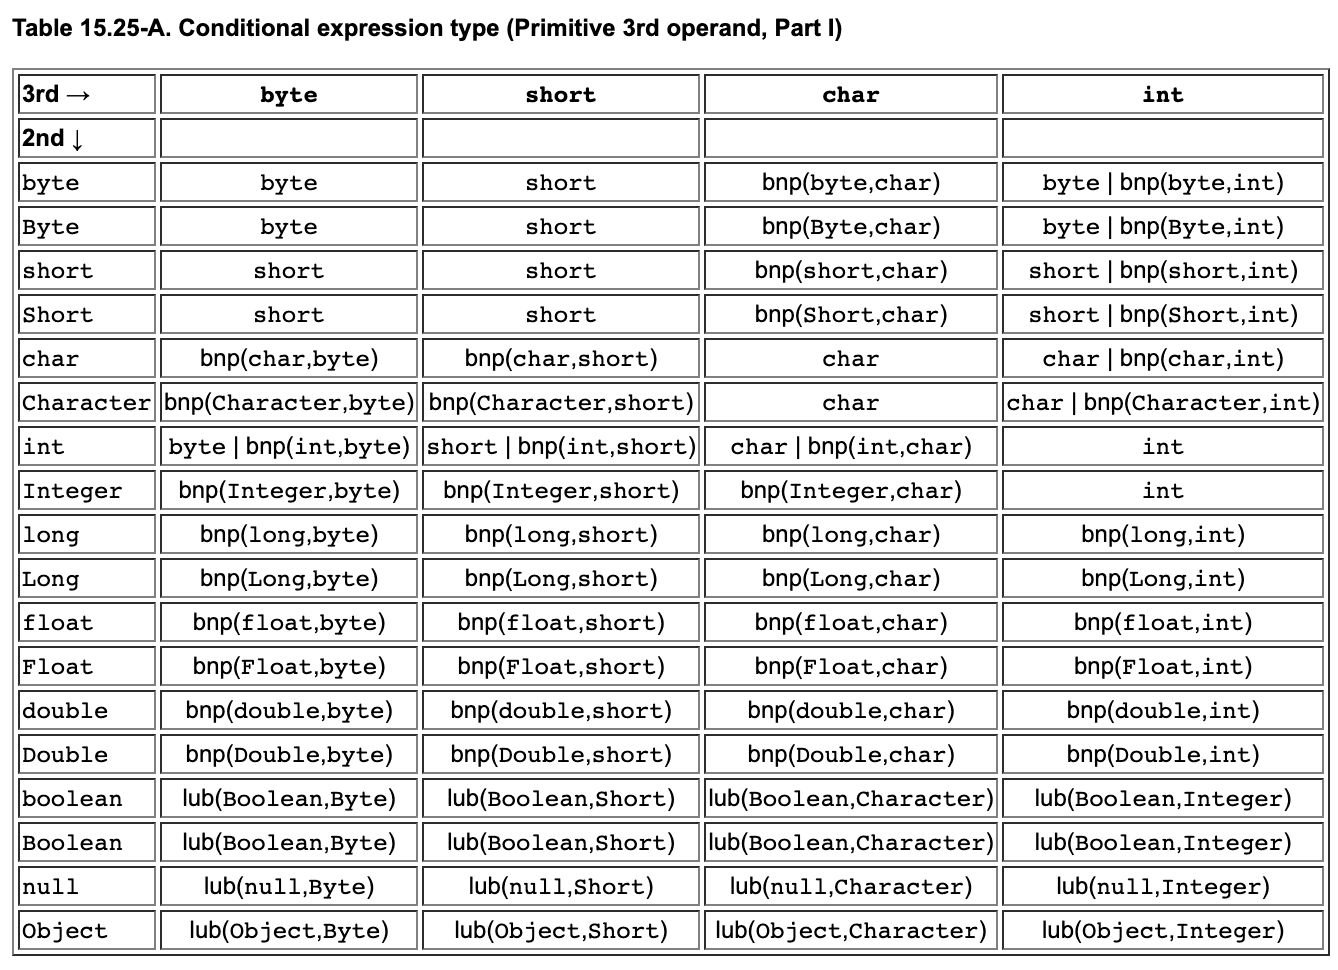 Table 15.25-A. Conditional expression type (Primitive 3rd operand, Part I)
3rd → byte short char int
2nd ↓
byte byte short bnp(byte,char) byte | bnp(byte,int)
Byte byte short bnp(Byte,char) byte | bnp(Byte,int)
short short short bnp(short,char) short | bnp(short,int)
Short short short bnp(Short,char) short | bnp(Short,int)
char bnp(char,byte) bnp(char,short) char char | bnp(char,int)
Character bnp(Character,byte) bnp(Character,short) char char | bnp(Character,int)
int byte | bnp(int,byte) short | bnp(int,short) char | bnp(int,char) int
Integer bnp(Integer,byte) bnp(Integer,short) bnp(Integer,char) int
long bnp(long,byte) bnp(long,short) bnp(long,char) bnp(long,int)
Long bnp(Long,byte) bnp(Long,short) bnp(Long,char) bnp(Long,int)
float bnp(float,byte) bnp(float,short) bnp(float,char) bnp(float,int)
Float bnp(Float,byte) bnp(Float,short) bnp(Float,char) bnp(Float,int)
double bnp(double,byte) bnp(double,short) bnp(double,char) bnp(double,int)
Double bnp(Double,byte) bnp(Double,short) bnp(Double,char) bnp(Double,int)
boolean lub(Boolean,Byte) lub(Boolean,Short) lub(Boolean,Character) lub(Boolean,Integer)
Boolean lub(Boolean,Byte) lub(Boolean,Short) lub(Boolean,Character) lub(Boolean,Integer)
null lub(null,Byte) lub(null,Short) lub(null,Character) lub(null,Integer)
Object lub(Object,Byte) lub(Object,Short) lub(Object,Character) lub(Object,Integer)